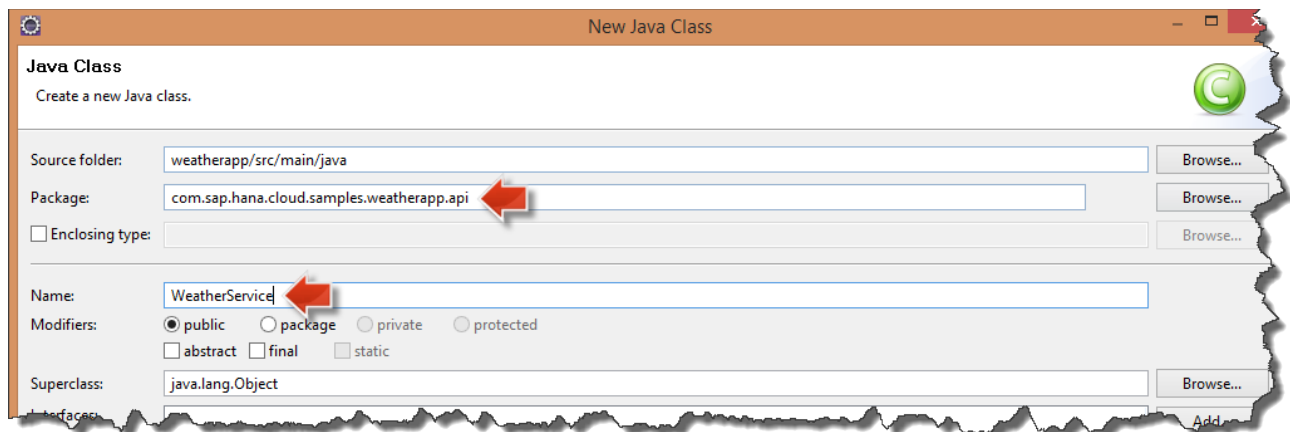 New Java Class
Java Class
Create a new Java class.
C
Source folder: weatherapp/src/main/java Browse...
Package: com.sap.hana.cloud.samples.weatherapp.api Browse...
Enclosing type: Browse...
Name: WeatherService
Modifiers: public package private protected
abstract final static
Superclass: java.lang.Object Browse...
Interfaces: Add...